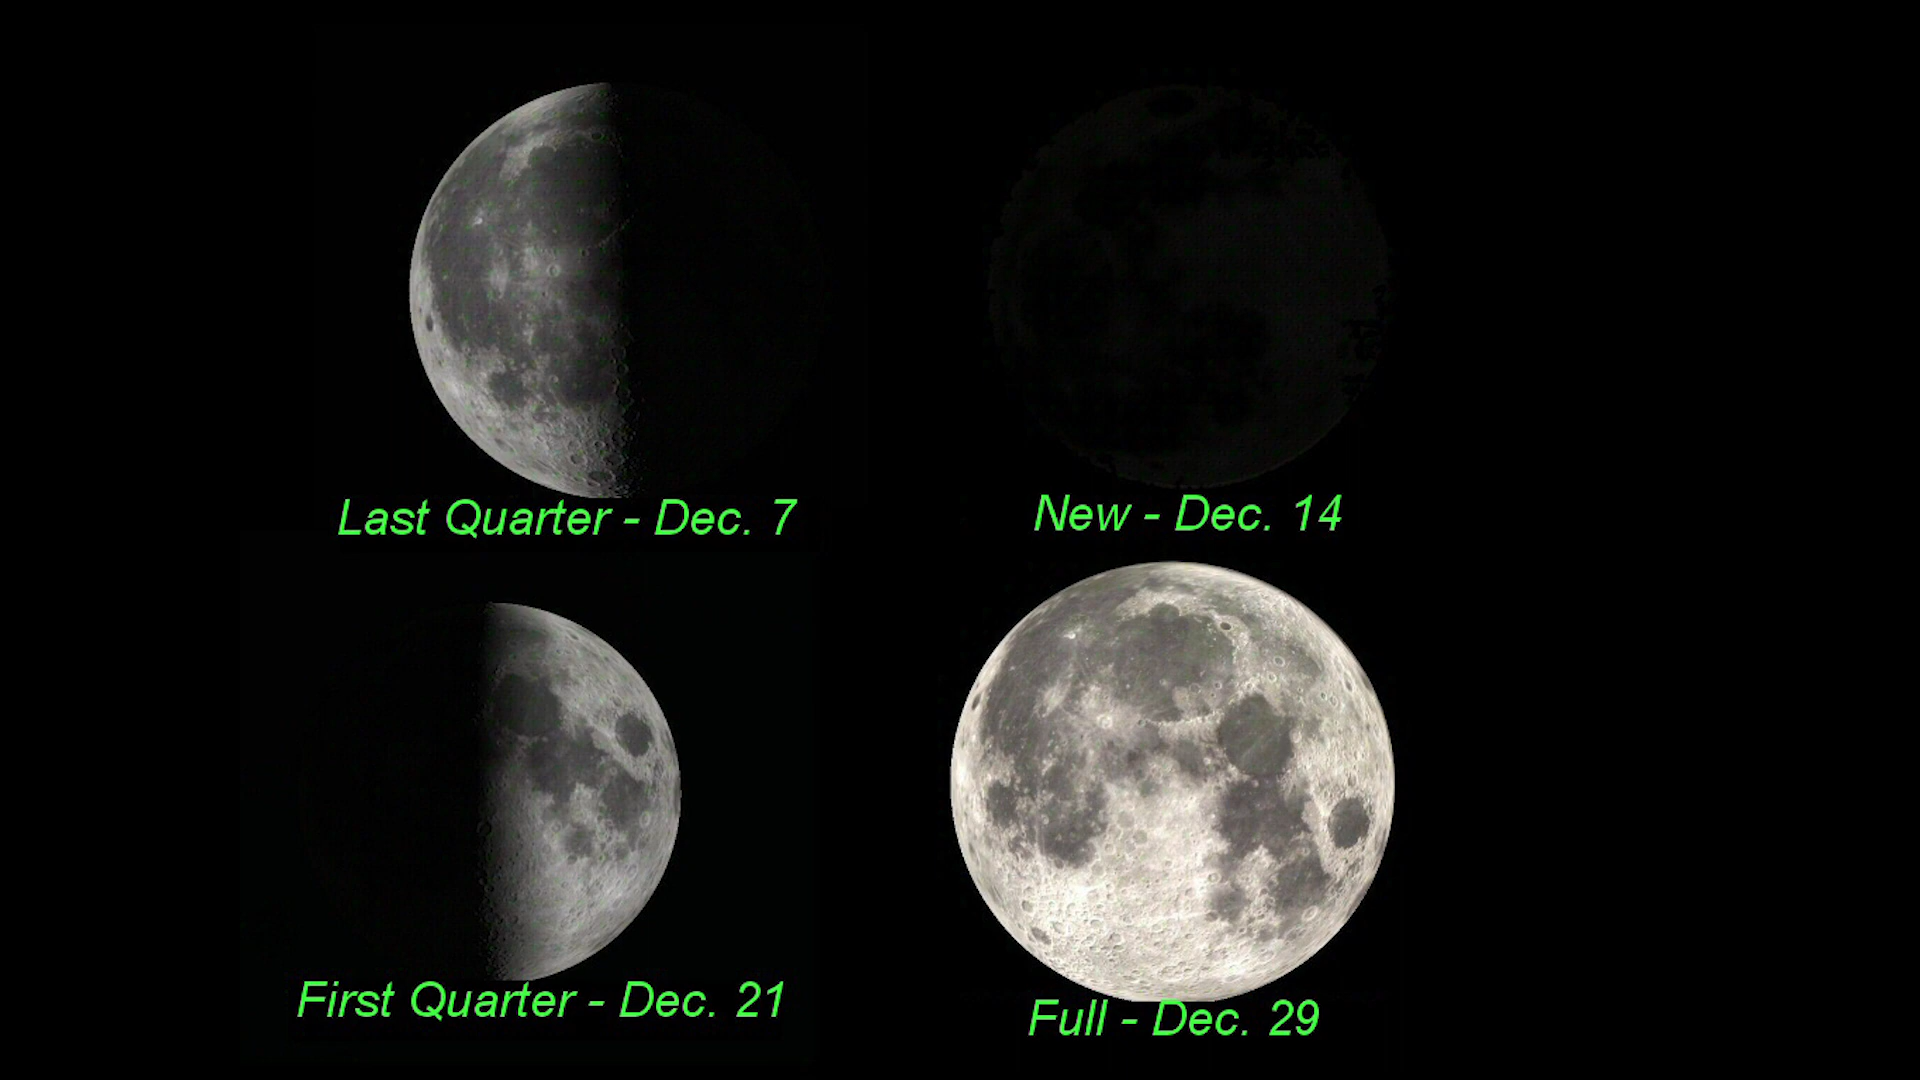 Last Quarter - Dec. 7
New - Dec. 14
First Quarter - Dec. 21
Full - Dec. 29